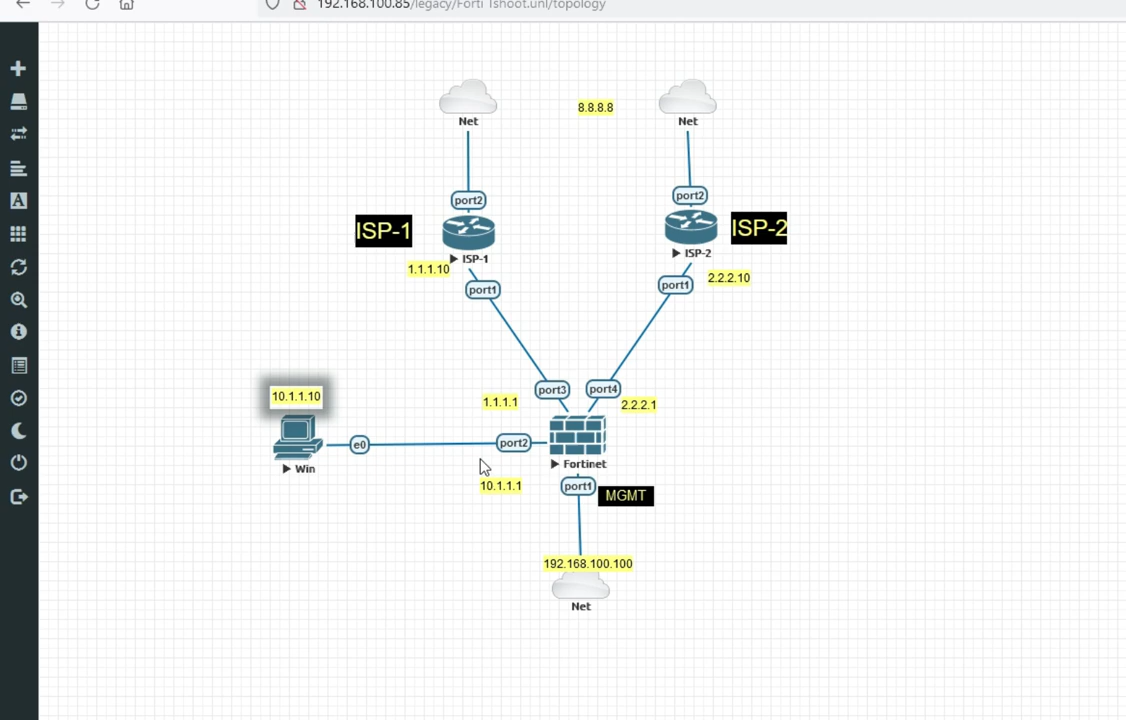 192.168.100.85/legacy/Forti Tshoot.unl/topology
Net
8.8.8.8
Net
port2
port2
ISP-1
ISP-2
ISP-1
ISP-2
1.1.1.10
2.2.2.10
port1
port1
10.1.1.10
port3
port4
1.1.1.1
2.2.2.1
e0
port2
Win
Fortinet
10.1.1.1
port1
MGMT
192.168.100.100
Net
A